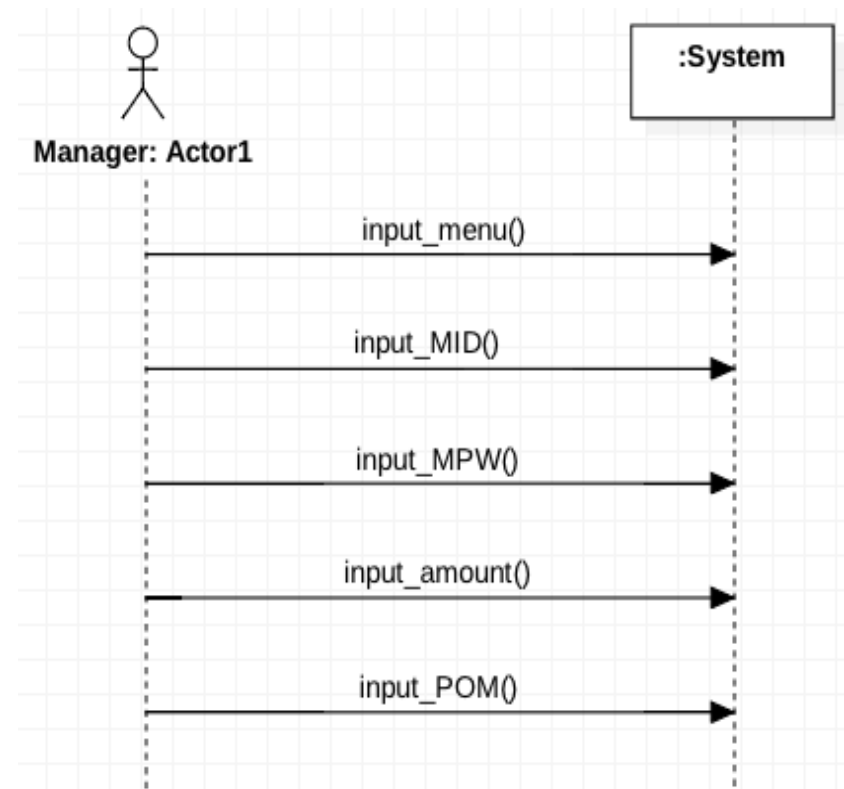 :System
Manager: Actor1
input_menu()
input_MID()
input_MPW()
input_amount()
input_POM()